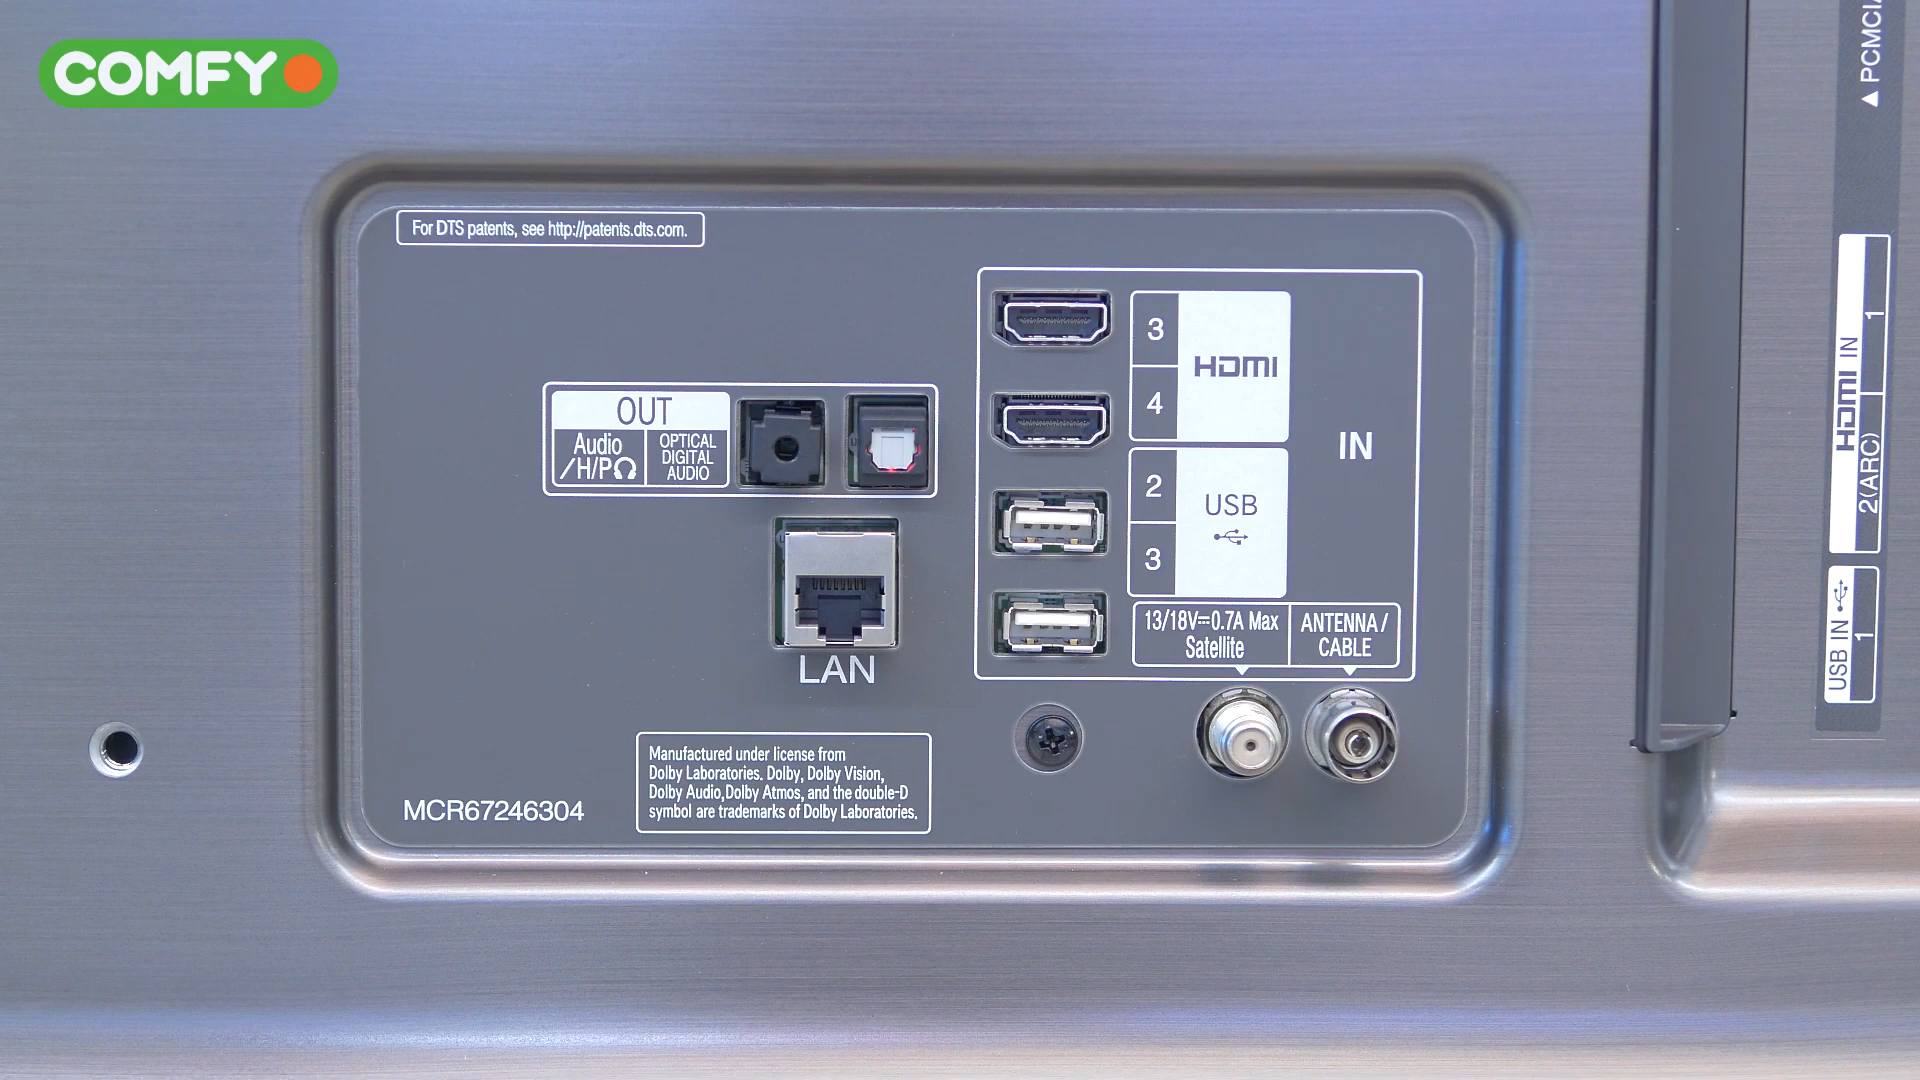 COMFY
For DTS patents, see http://patents.dts.com.
OUT
Audio
/H/P
OPTICAL
DIGITAL
AUDIO
LAN
3
4
HDMI
2
3
USB
IN
13/18V⎓0.7A Max
Satellite
ANTENNA /
CABLE
Manufactured under license from
Dolby Laboratories. Dolby, Dolby Vision,
Dolby Audio,Dolby Atmos, and the double-D
symbol are trademarks of Dolby Laboratories.
MCR67246304
▲ PCMCIA
HDMI IN
1
2(ARC)
USB IN
1